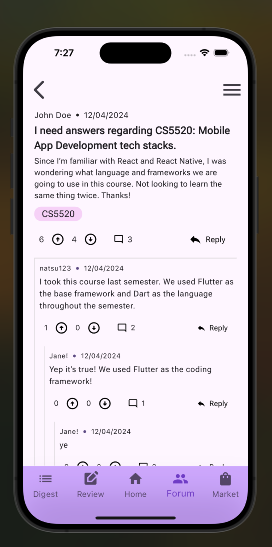 7:27
John Doe • 12/04/2024
I need answers regarding CS5520: Mobile
App Development tech stacks.
Since I'm familiar with React and React Native, I was
wondering what language and frameworks we are
going to use in this course. Not looking to learn the
same thing twice. Thanks!
CS5520
6 4 3 Reply
natsu123 • 12/04/2024
I took this course last semester. We used Flutter as
the base framework and Dart as the language
throughout the semester.
1 0 2 Reply
Jane! • 12/04/2024
Yep it's true! We used Flutter as the coding
framework!
0 0 1 Reply
Jane! • 12/04/2024
ye
Digest Review Home Forum Market